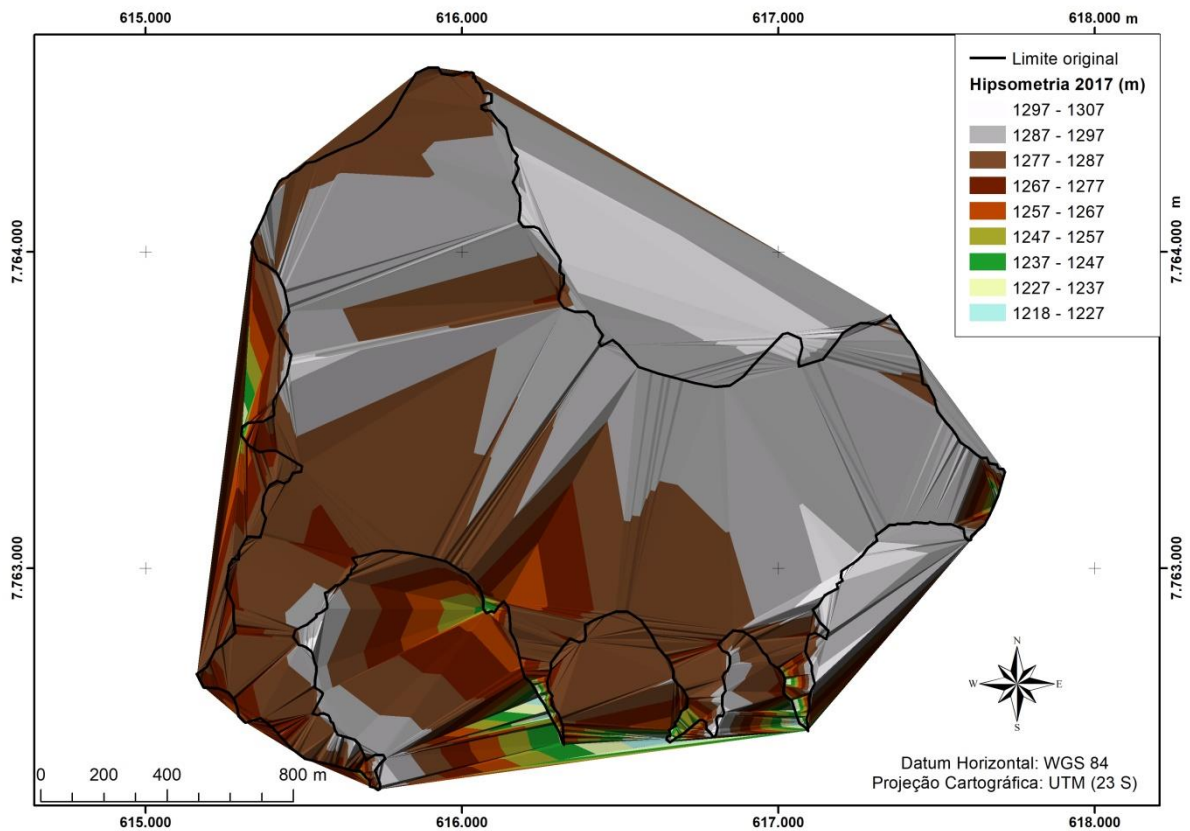 615.000 616.000 617.000 618.000 m
Limite original
Hipsometria 2017 (m)
1297 - 1307
1287 - 1297
1277 - 1287
1267 - 1277
1257 - 1267
1247 - 1257
1237 - 1247
1227 - 1237
1218 - 1227
7.764.000
7.764.000 m
7.763.000
7.763.000
N
W E
S
0 200 400 800 m
Datum Horizontal: WGS 84
Projeção Cartográfica: UTM (23 S)
615.000 616.000 617.000 618.000